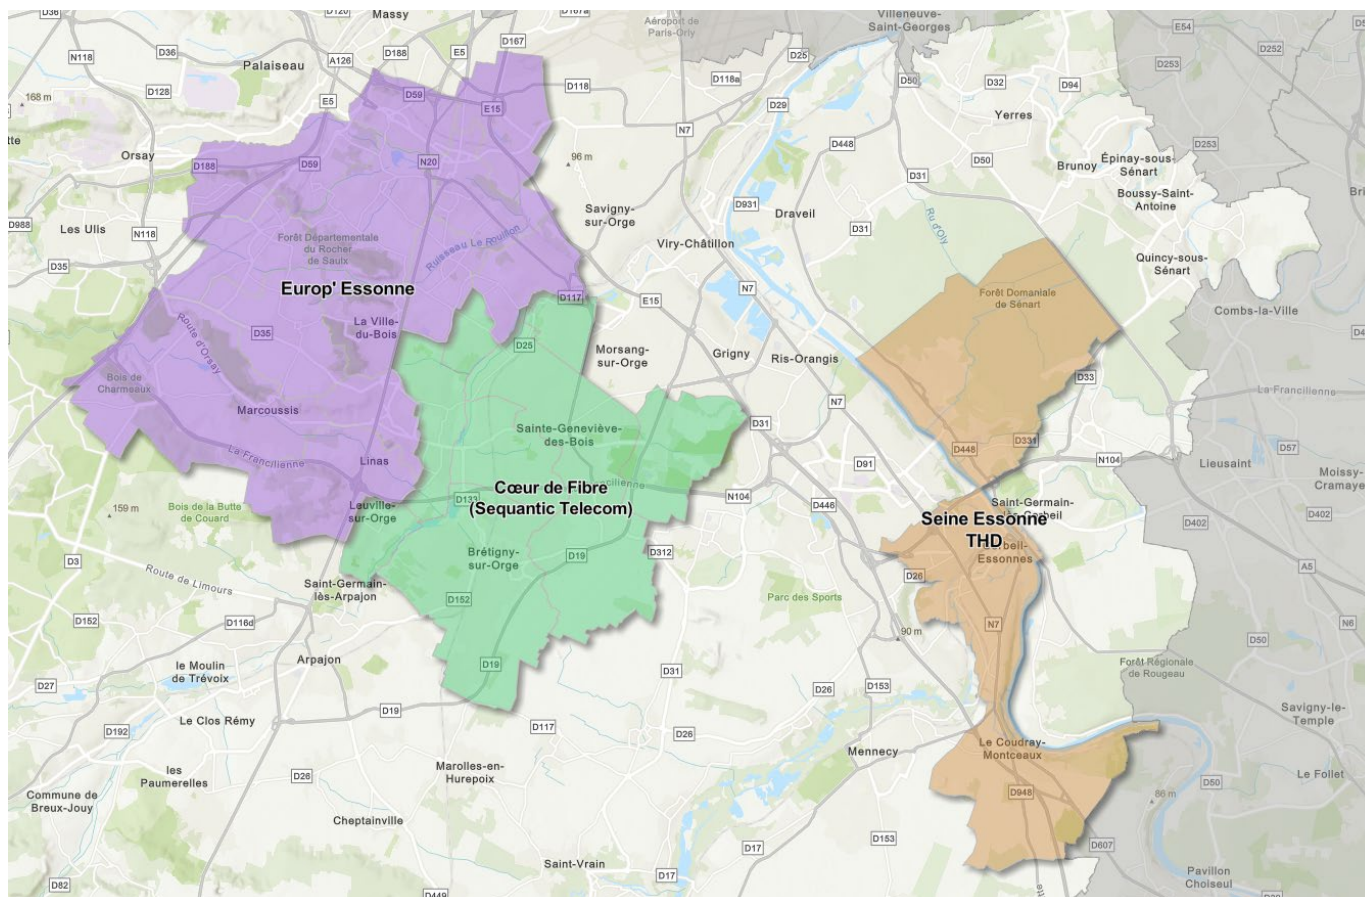 D36
D120
Massy
D167a
Villeneuve-
Saint-Georges
E54
D252
Aéroport de
Paris-Orly
D188
E5
D167
N118
D36
A126
Palaiseau
D25
D253
D118a
D50
D32
D94
D128
E5
D59
D118
168 m
E15
D29
Yerres
N7
Orsay
D188
D59
N20
96 m
D448
D50
Brunoy
Épinay-sous-
Sénart
D253
D31
Boussy-Saint-
Antoine
D988
Les Ulis
N118
Savigny-
sur-Orge
D931
Draveil
D31
Ru d'Oly
Forêt Départementale
du Rocher
de Saulx
Ruisseau Le Rouillon
Viry-Châtillon
D35
Quincy-sous-
Sénart
Europ' Essonne
D117
E15
N7
Forêt Domaniale
de Sénart
Combs-la-Ville
La Ville-
du-Bois
Route d'Orsay
D35
D25
Morsang-
sur-Orge
Grigny
Ris-Orangis
Bois de
Charmeaux
D33
La Francilienne
Marcoussis
N7
Sainte-Geneviève-
des-Bois
D31
D448
D331
D57
La Francilienne
Linas
D91
N104
Lieusaint
Moissy-
Cramaye
Cœur de Fibre
(Sequantic Telecom)
D133
N104
D446
Saint-Germain-
lès-Corbeil
159 m
Bois de la Butte
de Couard
Leuville-
sur-Orge
Seine Essonne
THD
D402
D402
Corbeil-
Essonnes
D3
Brétigny-
sur-Orge
D19
D312
D26
A5
Route de Limours
Saint-Germain-
lès-Arpajon
D152
Parc des Sports
D152
D116d
90 m
N7
N6
D50
Arpajon
D19
D31
Forêt Régionale
de Rougeau
le Moulin
de Trévoix
D27
D26
D153
Le Clos Rémy
D19
D117
Savigny-le-
Temple
D192
D26
Mennecy
Le Coudray-
Montceaux
les
Paumerelles
D26
Marolles-en-
Hurepoix
Le Follet
D50
Commune de
Breux-Jouy
D948
86 m
Cheptainville
D153
D17
D607
Saint-Vrain
D17
Pavillon
Choiseul
D82
D449